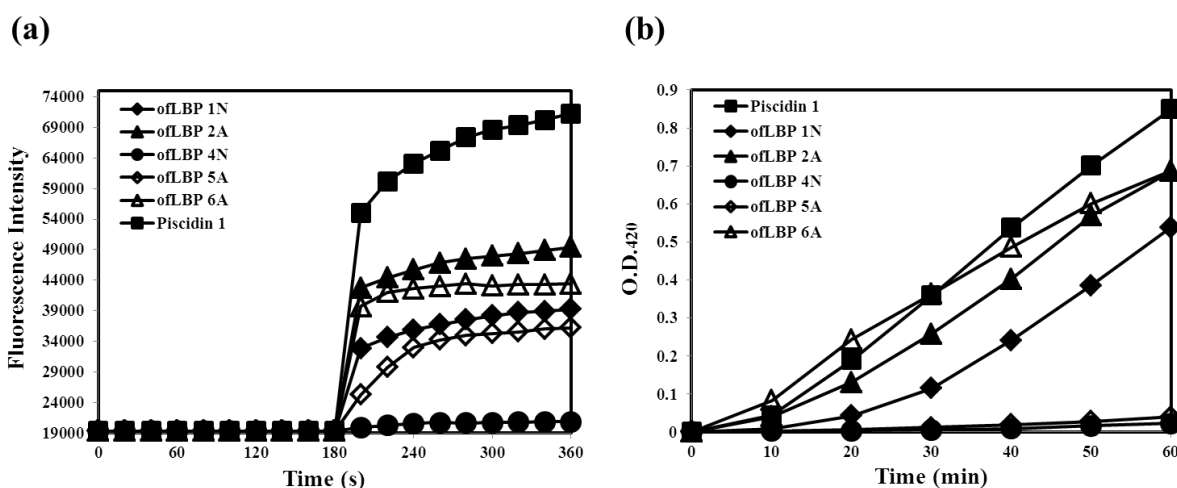 (a)
(b)
Fluorescence Intensity
74000
69000
64000
59000
54000
49000
44000
39000
34000
29000
24000
19000
ofLBP 1N
ofLBP 2A
ofLBP 4N
ofLBP 5A
ofLBP 6A
Piscidin 1
0 60 120 180 240 300 360
Time (s)
O.D.420
0.9
0.8
0.7
0.6
0.5
0.4
0.3
0.2
0.1
0
Piscidin 1
ofLBP 1N
ofLBP 2A
ofLBP 4N
ofLBP 5A
ofLBP 6A
0 10 20 30 40 50 60
Time (min)